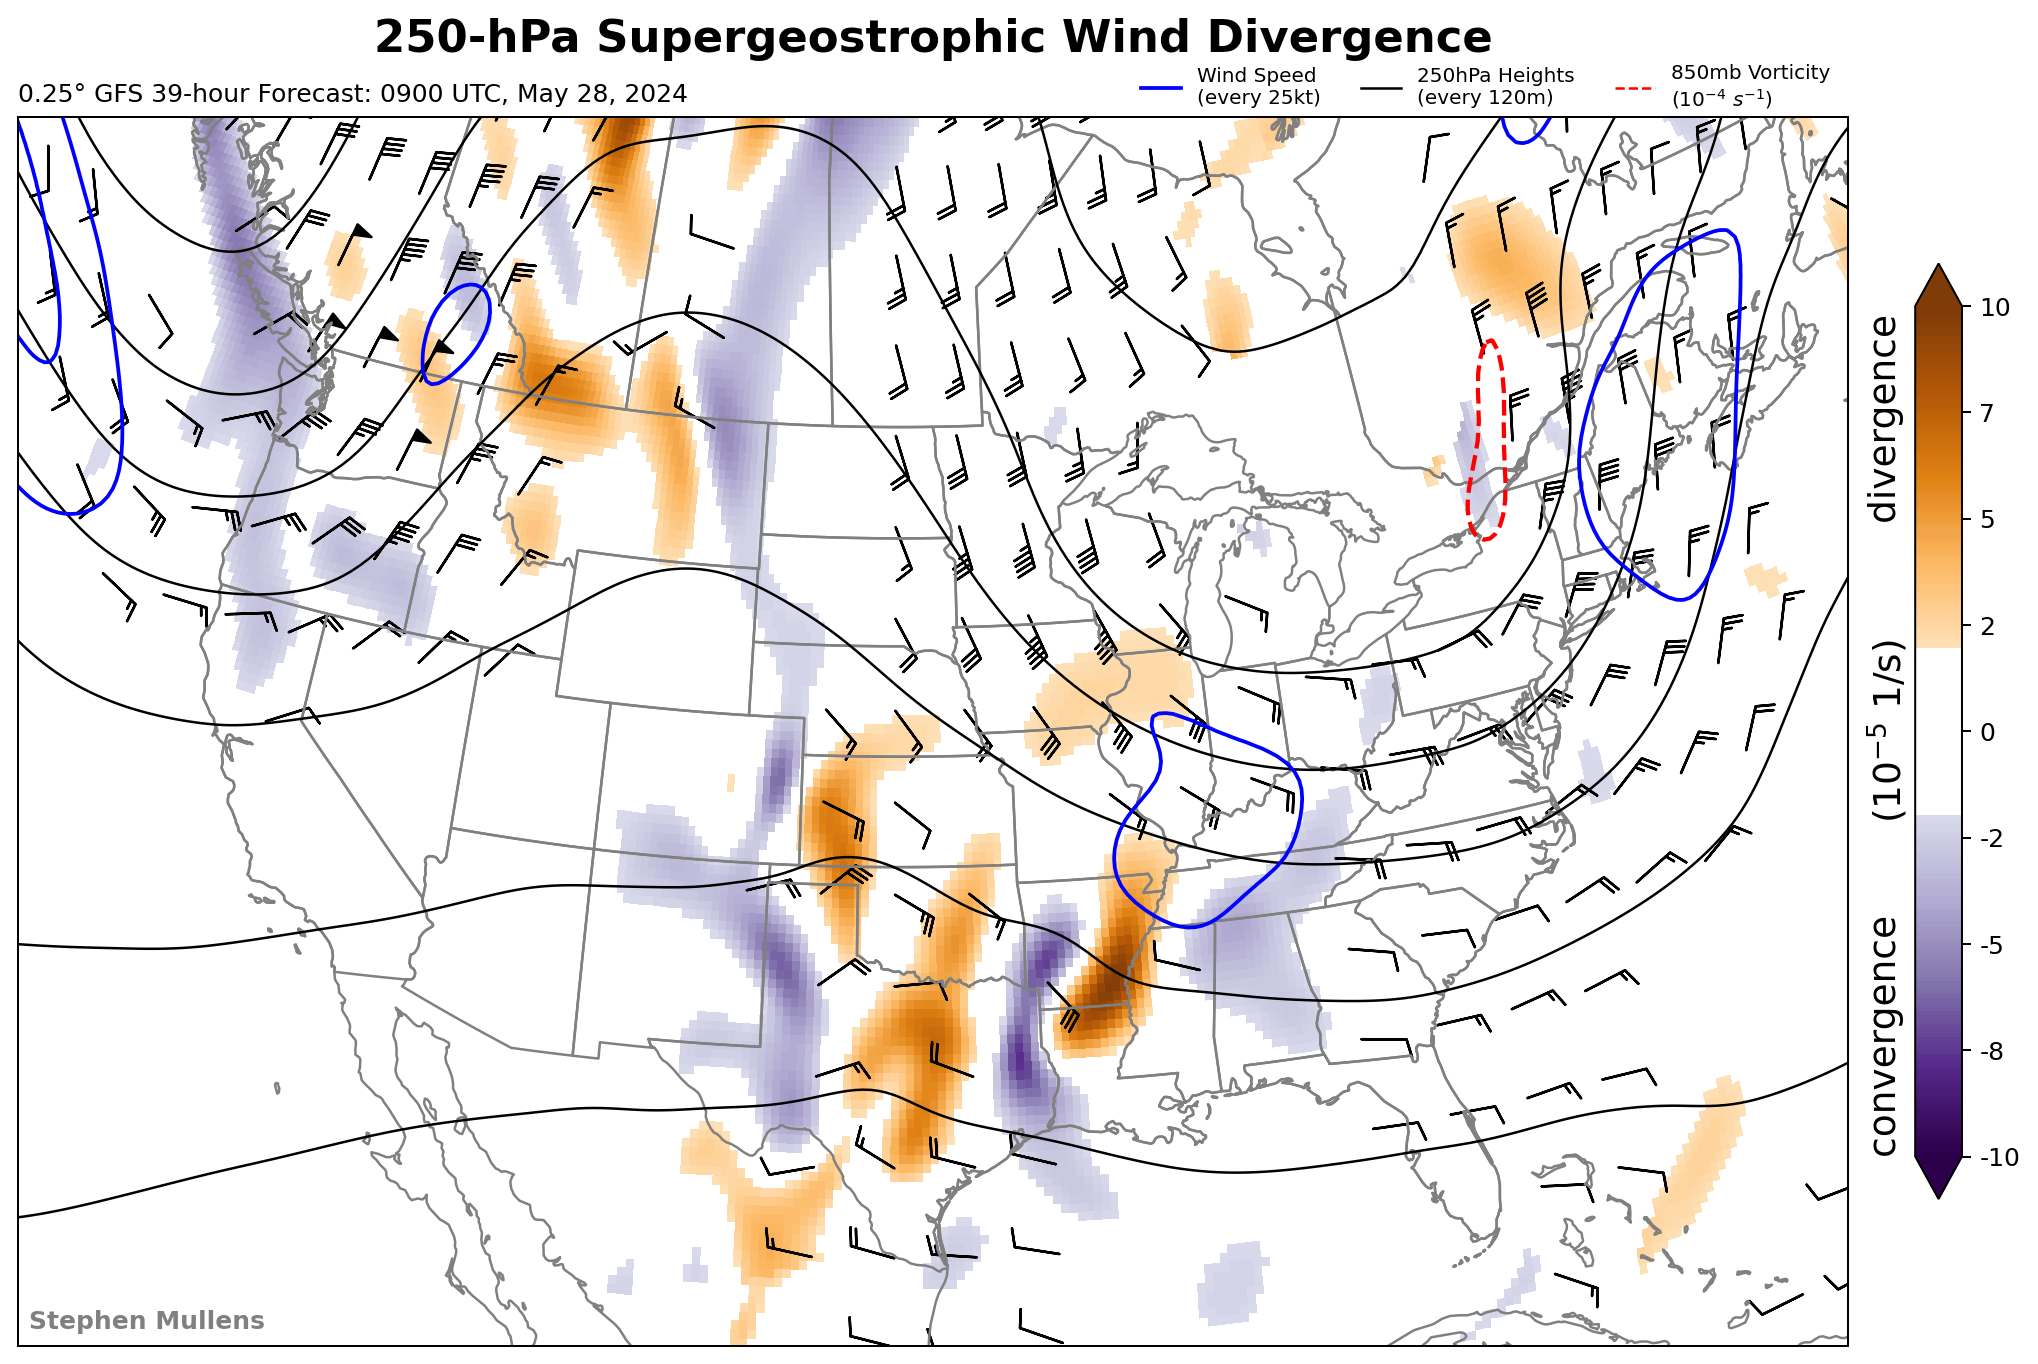 250-hPa Supergeostrophic Wind Divergence
0.25° GFS 39-hour Forecast: 0900 UTC, May 28, 2024
Wind Speed
(every 25kt)
250hPa Heights
(every 120m)
850mb Vorticity
(10⁻⁴ s⁻¹)
10
7
5
2
0
-2
-5
-8
-10
convergence (10⁻⁵ 1/s) divergence
Stephen Mullens